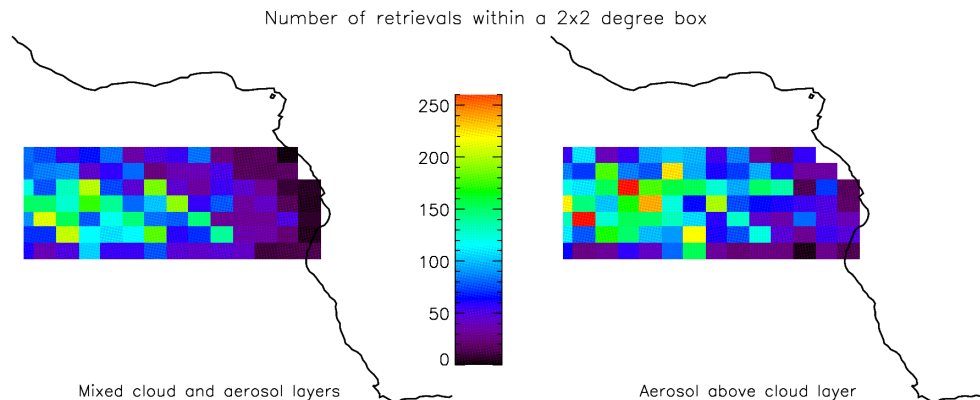 Number of retrievals within a 2x2 degree box
250
200
150
100
50
0
Mixed cloud and aerosol layers
Aerosol above cloud layer